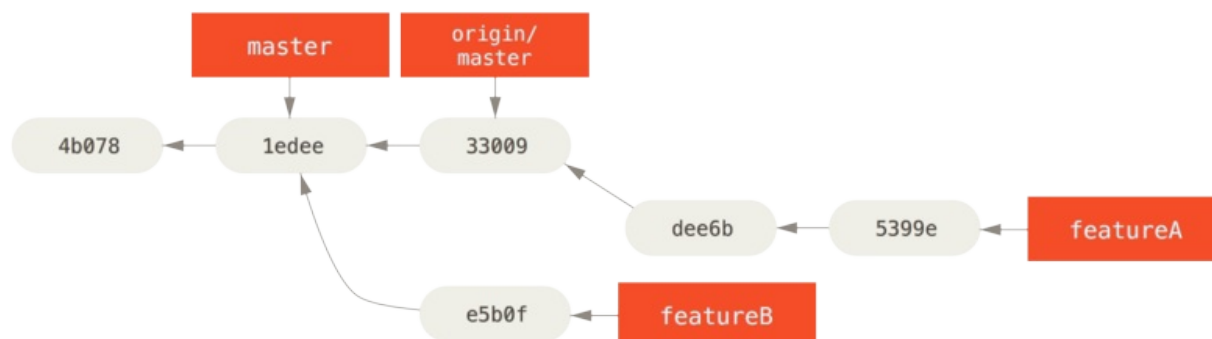 master
origin/
master
4b078
1edee
33009
dee6b
5399e
featureA
e5b0f
featureB